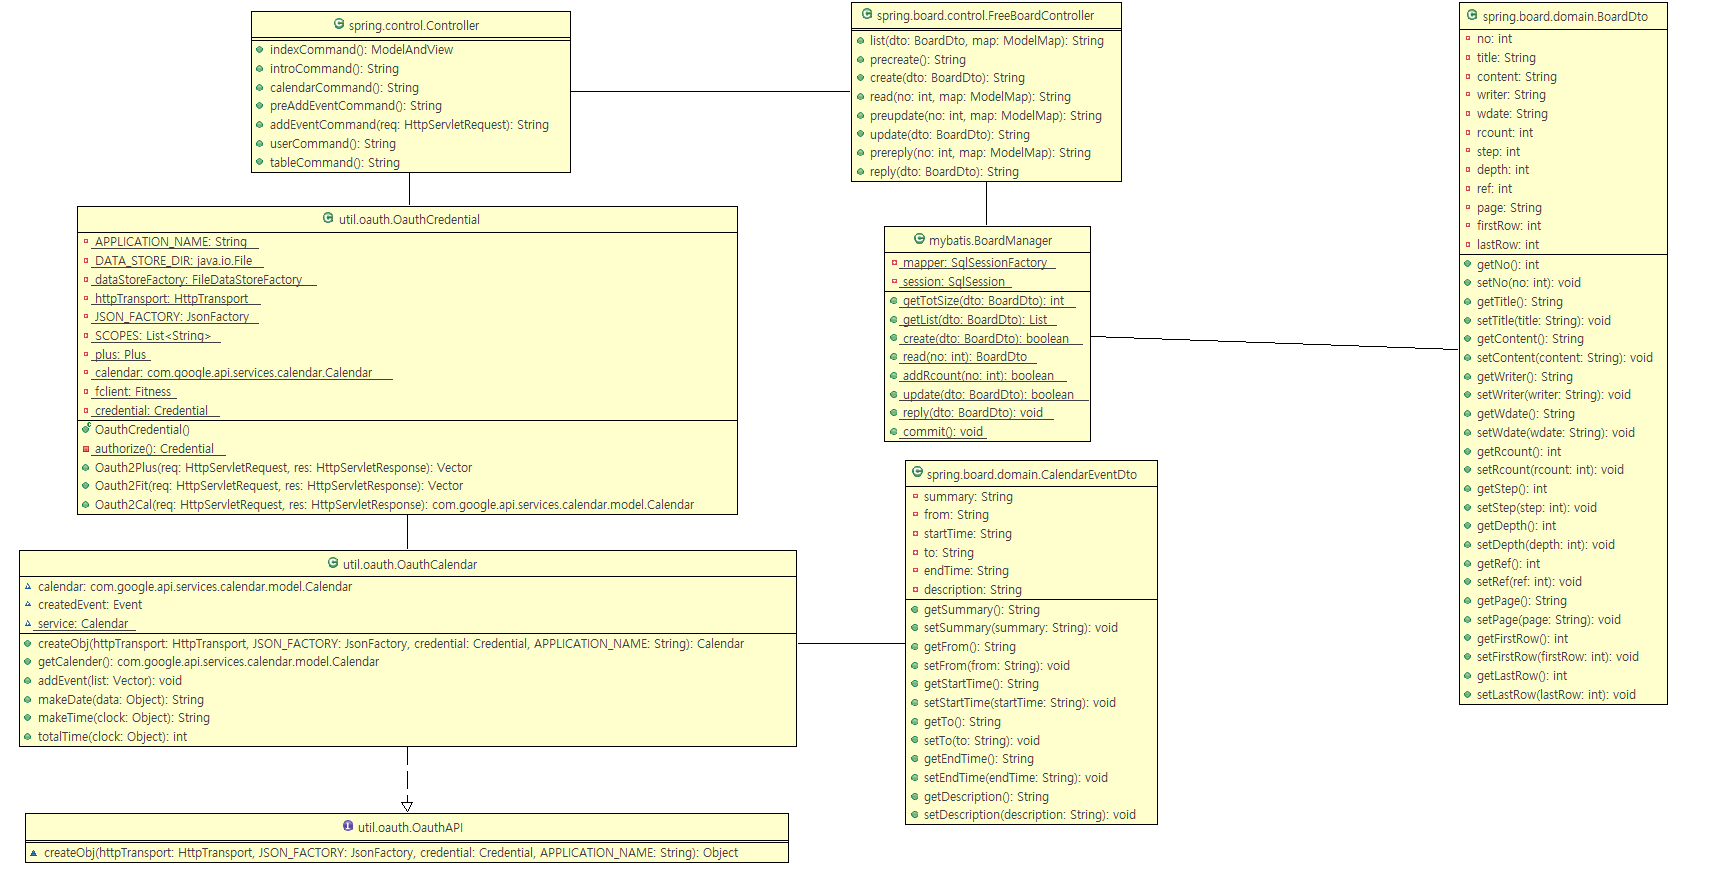 spring.control.Controller
indexCommand(): ModelAndView
introCommand(): String
calendarCommand(): String
preAddEventCommand(): String
addEventCommand(req: HttpServletRequest): String
userCommand(): String
tableCommand(): String
spring.board.control.FreeBoardController
list(dto: BoardDto, map: ModelMap): String
precreate(): String
create(dto: BoardDto): String
read(no: int, map: ModelMap): String
preupdate(no: int, map: ModelMap): String
update(dto: BoardDto): String
prereply(no: int, map: ModelMap): String
reply(dto: BoardDto): String
spring.board.domain.BoardDto
no: int
title: String
content: String
writer: String
wdate: String
rcount: int
step: int
depth: int
ref: int
page: String
firstRow: int
lastRow: int
getNo(): int
setNo(no: int): void
getTitle(): String
setTitle(title: String): void
getContent(): String
setContent(content: String): void
getWriter(): String
setWriter(writer: String): void
getWdate(): String
setWdate(wdate: String): void
getRcount(): int
setRcount(rcount: int): void
getStep(): int
setStep(step: int): void
getDepth(): int
setDepth(depth: int): void
getRef(): int
setRef(ref: int): void
getPage(): String
setPage(page: String): void
getFirstRow(): int
setFirstRow(firstRow: int): void
getLastRow(): int
setLastRow(lastRow: int): void
util.oauth.OauthCredential
APPLICATION_NAME: String
DATA_STORE_DIR: java.io.File
dataStoreFactory: FileDataStoreFactory
httpTransport: HttpTransport
JSON_FACTORY: JsonFactory
SCOPES: List<String>
plus: Plus
calendar: com.google.api.services.calendar.Calendar
fclient: Fitness
credential: Credential
OauthCredential()
authorize(): Credential
Oauth2Plus(req: HttpServletRequest, res: HttpServletResponse): Vector
Oauth2Fit(req: HttpServletRequest, res: HttpServletResponse): Vector
Oauth2Cal(req: HttpServletRequest, res: HttpServletResponse): com.google.api.services.calendar.model.Calendar
mybatis.BoardManager
mapper: SqlSessionFactory
session: SqlSession
getTotSize(dto: BoardDto): int
getList(dto: BoardDto): List
create(dto: BoardDto): boolean
read(no: int): BoardDto
addRcount(no: int): boolean
update(dto: BoardDto): boolean
reply(dto: BoardDto): void
commit(): void
spring.board.domain.CalendarEventDto
summary: String
from: String
startTime: String
to: String
endTime: String
description: String
getSummary(): String
setSummary(summary: String): void
getFrom(): String
setFrom(from: String): void
getStartTime(): String
setStartTime(startTime: String): void
getTo(): String
setTo(to: String): void
getEndTime(): String
setEndTime(endTime: String): void
getDescription(): String
setDescription(description: String): void
util.oauth.OauthCalendar
calendar: com.google.api.services.calendar.model.Calendar
createdEvent: Event
service: Calendar
createObj(httpTransport: HttpTransport, JSON_FACTORY: JsonFactory, credential: Credential, APPLICATION_NAME: String): Calendar
getCalender(): com.google.api.services.calendar.model.Calendar
addEvent(list: Vector): void
makeDate(data: Object): String
makeTime(clock: Object): String
totalTime(clock: Object): int
util.oauth.OauthAPI
createObj(httpTransport: HttpTransport, JSON_FACTORY: JsonFactory, credential: Credential, APPLICATION_NAME: String): Object